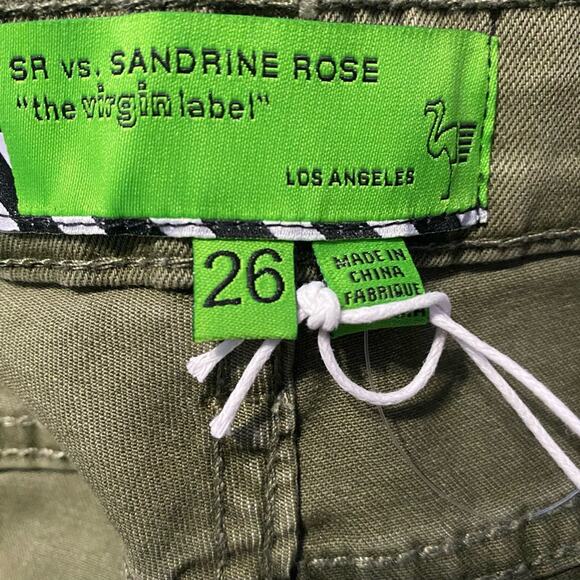 SR vs. SANDRINE ROSE
"the virgin label"
LOS ANGELES
26
MADE IN
CHINA
FABRIQUE